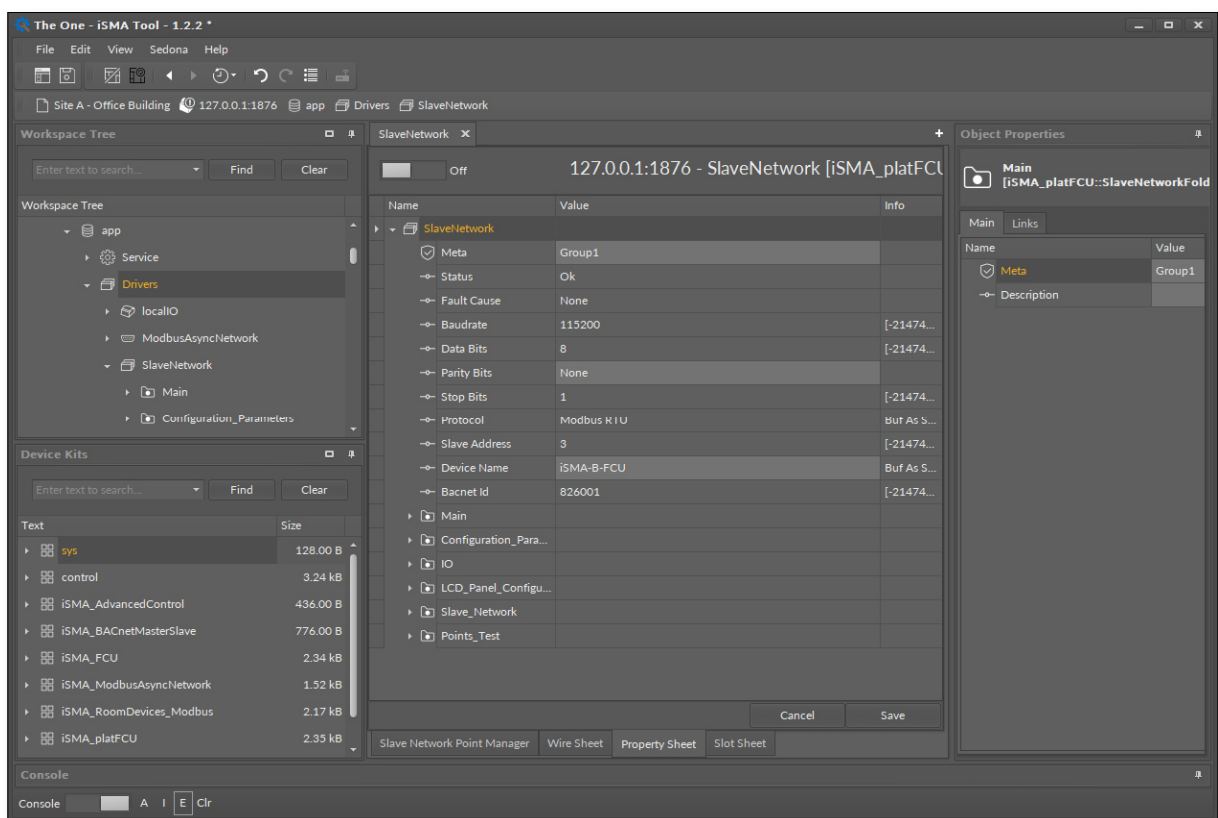 The One - iSMA Tool - 1.2.2 *
File Edit View Sedona Help
Site A - Office Building 127.0.0.1:1876 app Drivers SlaveNetwork
Workspace Tree
Enter text to search... Find Clear
Workspace Tree
app
Service
Drivers
localIO
ModbusAsyncNetwork
SlaveNetwork
Main
Configuration_Parameters
Device Kits
Enter text to search... Find Clear
Text Size
sys 128.00 B
control 3.24 kB
iSMA_AdvancedControl 436.00 B
iSMA_BACnetMasterSlave 776.00 B
iSMA_FCU 2.34 kB
iSMA_ModbusAsyncNetwork 1.52 kB
iSMA_RoomDevices_Modbus 2.17 kB
iSMA_platFCU 2.35 kB
SlaveNetwork X +
Off 127.0.0.1:1876 - SlaveNetwork [iSMA_platFCU
Name Value Info
SlaveNetwork
Meta Group1
Status Ok
Fault Cause None
Baudrate 115200 [-21474...
Data Bits 8 [-21474...
Parity Bits None
Stop Bits 1 [-21474...
Protocol Modbus RTU Buf As S...
Slave Address 3 [-21474...
Device Name iSMA-B-FCU Buf As S...
Bacnet Id 826001 [-21474...
Main
Configuration_Para...
IO
LCD_Panel_Configu...
Slave_Network
Points_Test
Cancel Save
Slave Network Point Manager Wire Sheet Property Sheet Slot Sheet
Object Properties
Main
[iSMA_platFCU::SlaveNetworkFold
Main Links
Name Value
Meta Group1
Description
Console
Console A I E Clr